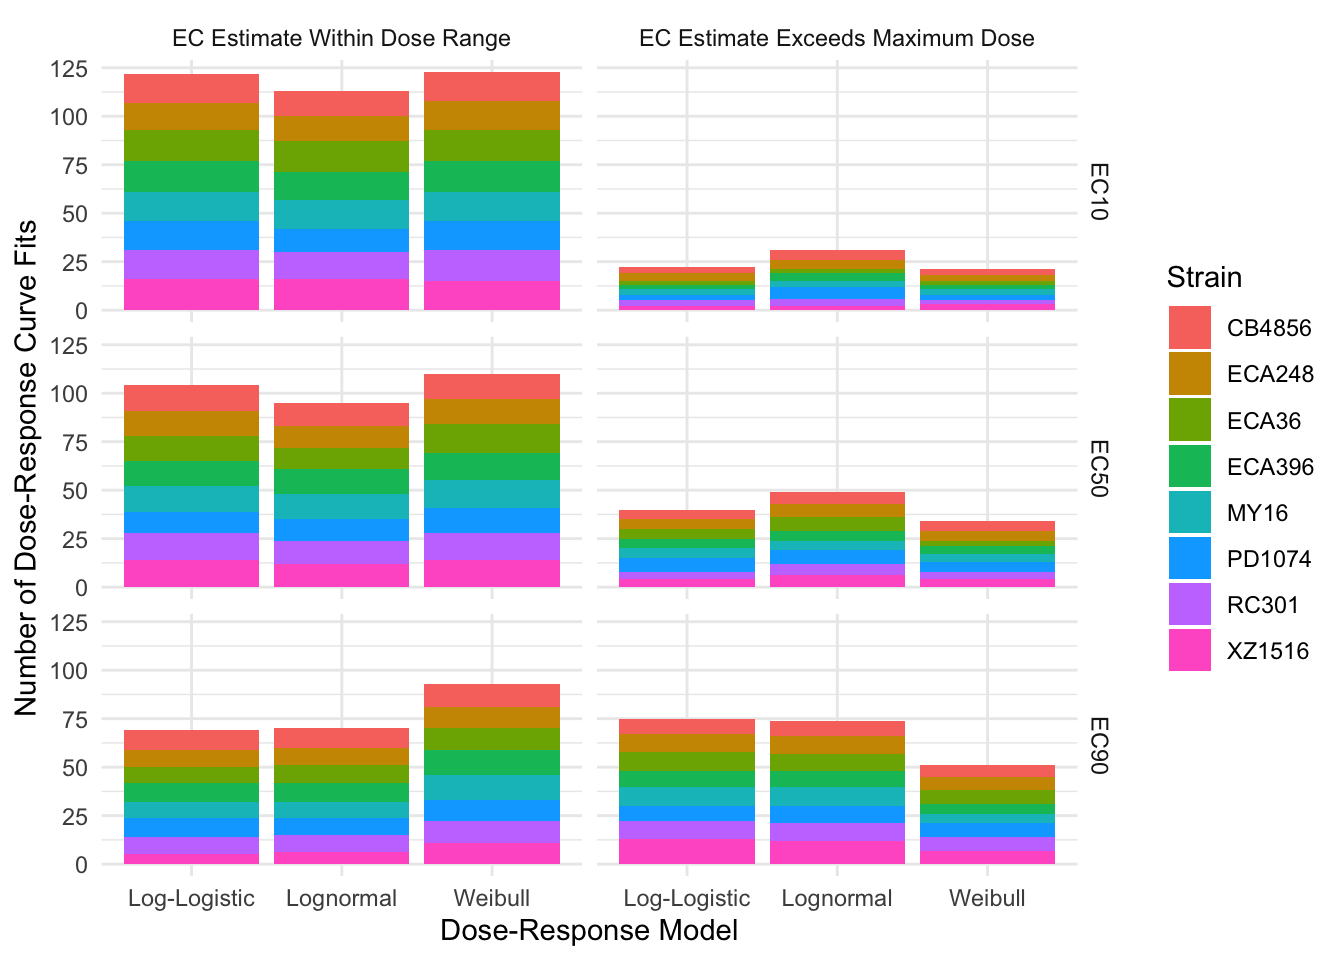 EC Estimate Within Dose Range
EC Estimate Exceeds Maximum Dose
Number of Dose-Response Curve Fits
125
100
75
50
25
0
EC10
125
100
75
50
25
0
EC50
125
100
75
50
25
0
EC90
Log-Logistic
Lognormal
Weibull
Log-Logistic
Lognormal
Weibull
Dose-Response Model
Strain
CB4856
ECA248
ECA36
ECA396
MY16
PD1074
RC301
XZ1516